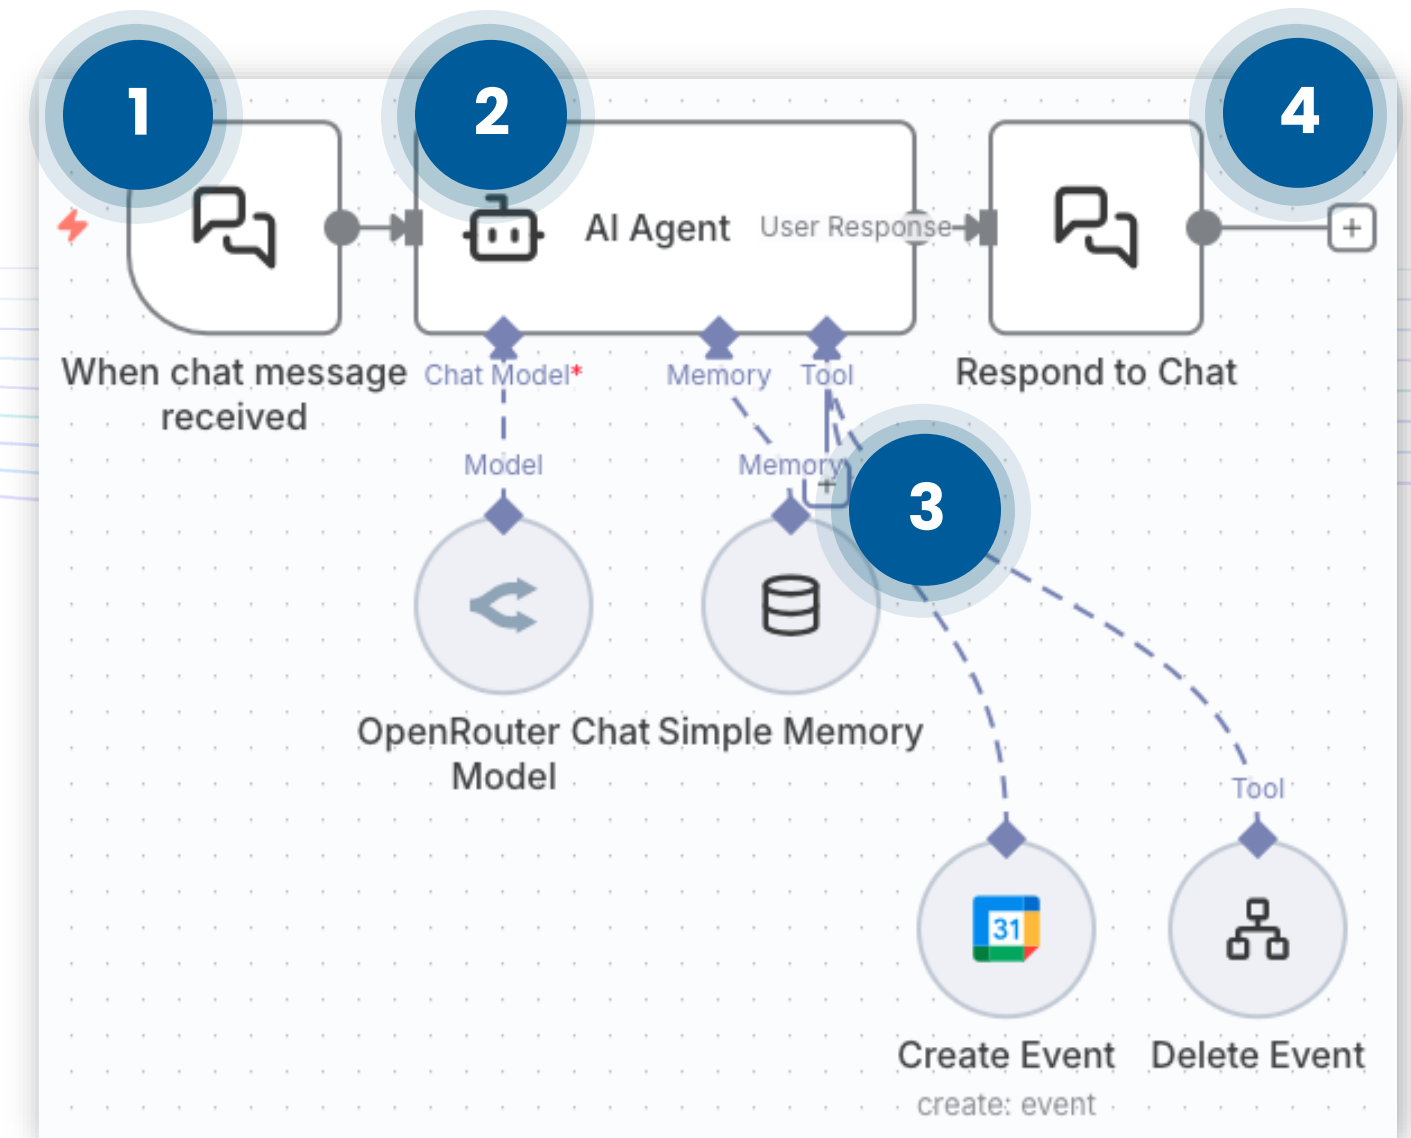 1
2
4
AI Agent
User Response
When chat message
received
Chat Model*
Memory
Tool
Respond to Chat
Model
Memory
+
+
3
OpenRouter Chat
Model
Simple Memory
Tool
31
Create Event
create: event
Delete Event